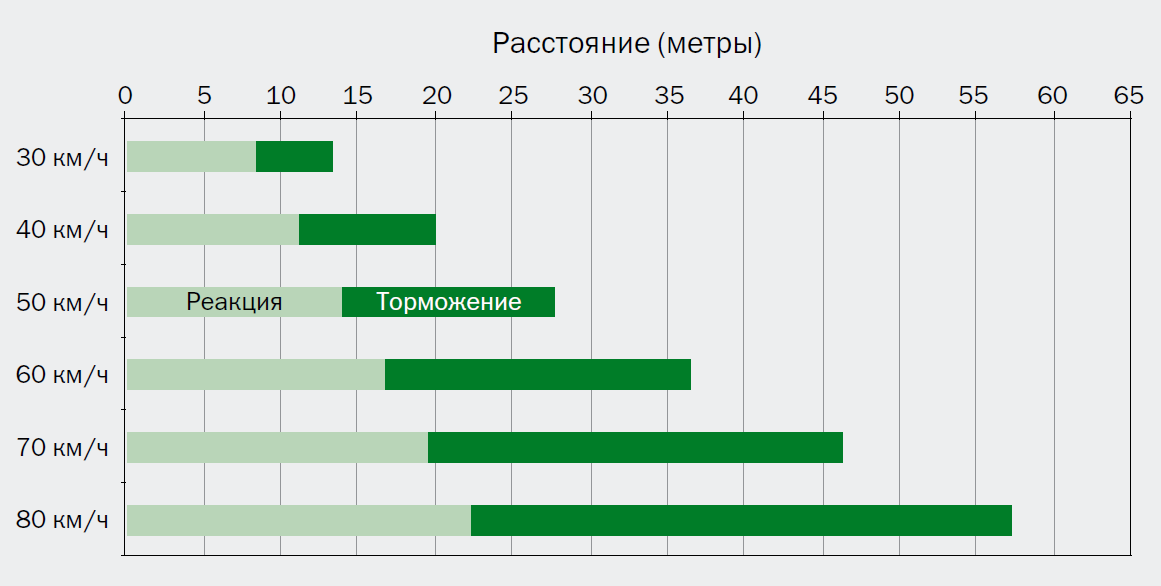 Расстояние (метры)
0 5 10 15 20 25 30 35 40 45 50 55 60 65
30 км/ч
40 км/ч
50 км/ч Реакция Торможение
60 км/ч
70 км/ч
80 км/ч